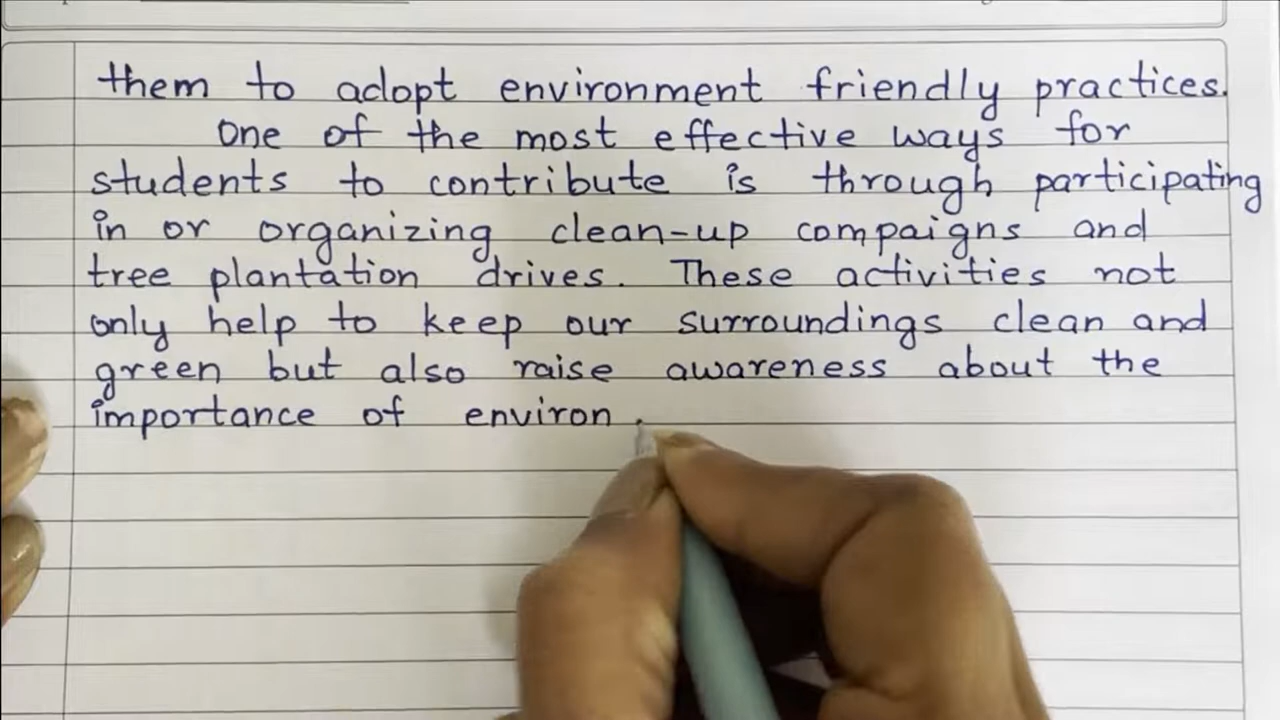 them to adopt environment friendly practices.
One of the most effective ways for
students to contribute is through participating
in or organizing clean-up compaigns and
tree plantation drives. These activities not
only help to keep our surroundings clean and
green but also raise awareness about the
importance of environ